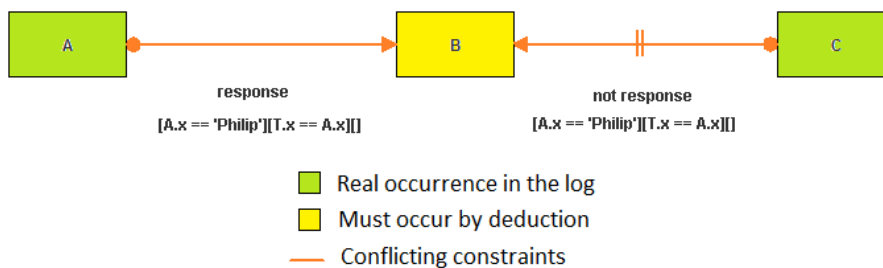 A
B
C
response
not response
[A.x == 'Philip'][T.x == A.x][]
[A.x == 'Philip'][T.x == A.x][]
Real occurrence in the log
Must occur by deduction
Conflicting constraints